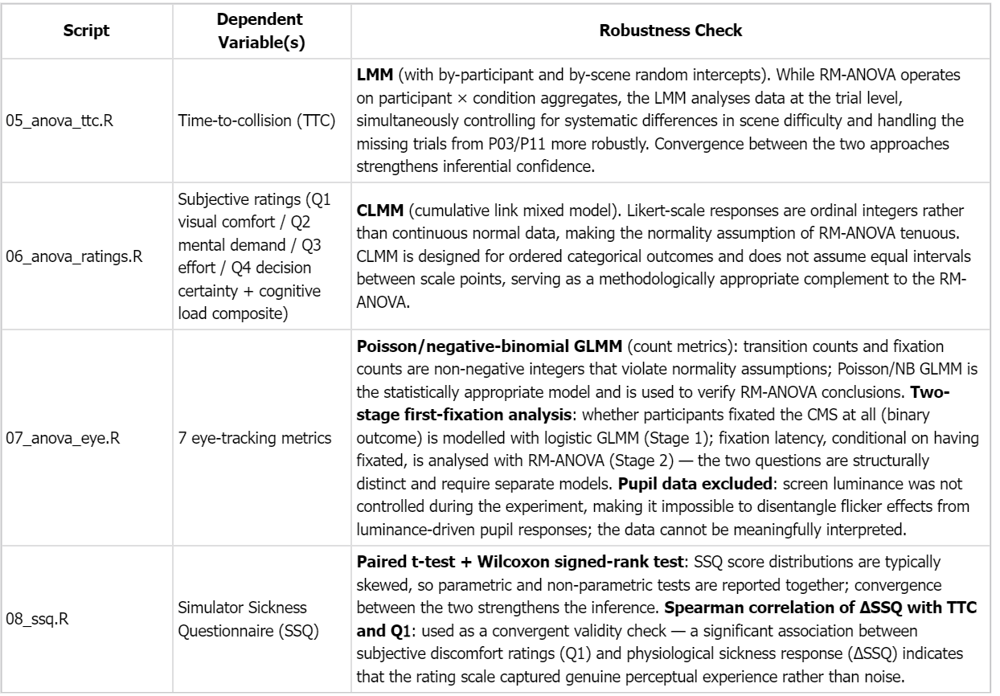 Script
Dependent
Variable(s)
Robustness Check
05_anova_ttc.R
Time-to-collision (TTC)
LMM (with by-participant and by-scene random intercepts). While RM-ANOVA operates
on participant × condition aggregates, the LMM analyses data at the trial level,
simultaneously controlling for systematic differences in scene difficulty and handling the
missing trials from P03/P11 more robustly. Convergence between the two approaches
strengthens inferential confidence.
06_anova_ratings.R
Subjective ratings (Q1
visual comfort / Q2
mental demand / Q3
effort / Q4 decision
certainty + cognitive
load composite)
CLMM (cumulative link mixed model). Likert-scale responses are ordinal integers rather
than continuous normal data, making the normality assumption of RM-ANOVA tenuous.
CLMM is designed for ordered categorical outcomes and does not assume equal intervals
between scale points, serving as a methodologically appropriate complement to the RM-
ANOVA.
07_anova_eye.R
7 eye-tracking metrics
Poisson/negative-binomial GLMM (count metrics): transition counts and fixation
counts are non-negative integers that violate normality assumptions; Poisson/NB GLMM is
the statistically appropriate model and is used to verify RM-ANOVA conclusions. Two-
stage first-fixation analysis: whether participants fixated the CMS at all (binary
outcome) is modelled with logistic GLMM (Stage 1); fixation latency, conditional on having
fixated, is analysed with RM-ANOVA (Stage 2) — the two questions are structurally
distinct and require separate models. Pupil data excluded: screen luminance was not
controlled during the experiment, making it impossible to disentangle flicker effects from
luminance-driven pupil responses; the data cannot be meaningfully interpreted.
08_ssq.R
Simulator Sickness
Questionnaire (SSQ)
Paired t-test + Wilcoxon signed-rank test: SSQ score distributions are typically
skewed, so parametric and non-parametric tests are reported together; convergence
between the two strengthens the inference. Spearman correlation of ΔSSQ with TTC
and Q1: used as a convergent validity check — a significant association between
subjective discomfort ratings (Q1) and physiological sickness response (ΔSSQ) indicates
that the rating scale captured genuine perceptual experience rather than noise.